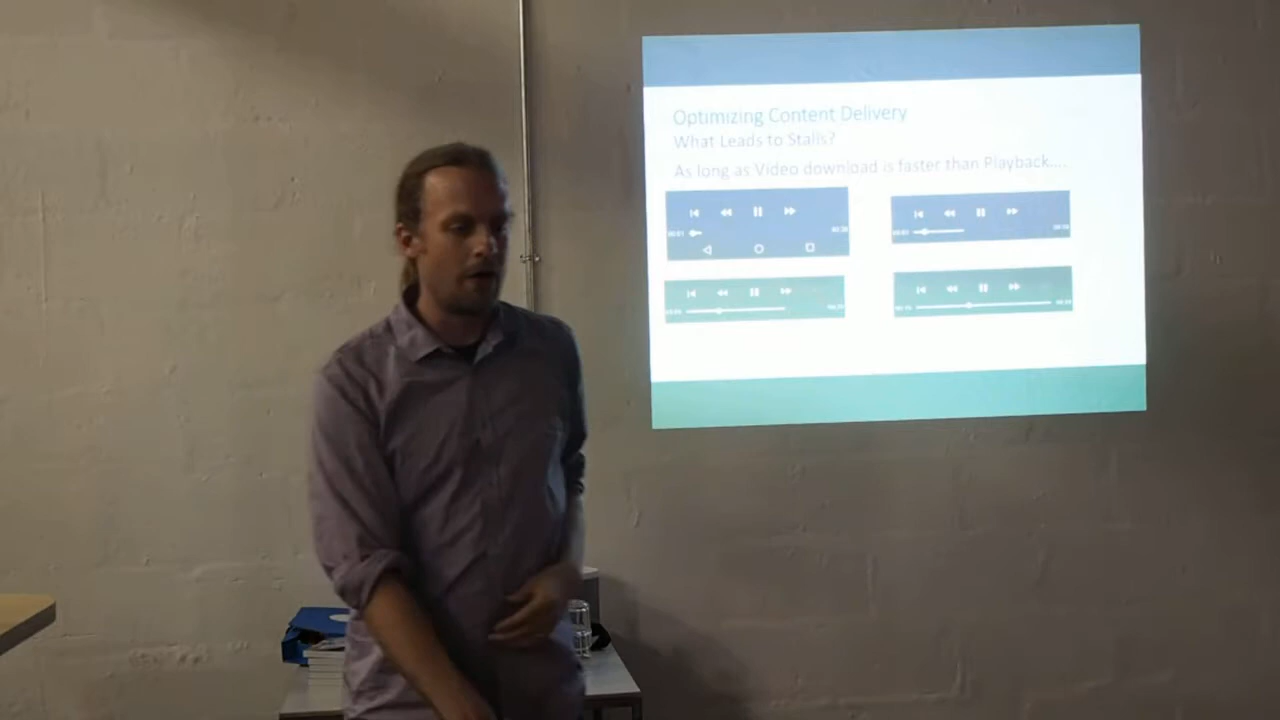 Optimizing Content Delivery
What Leads to Stalls?
As long as Video download is faster than Playback....